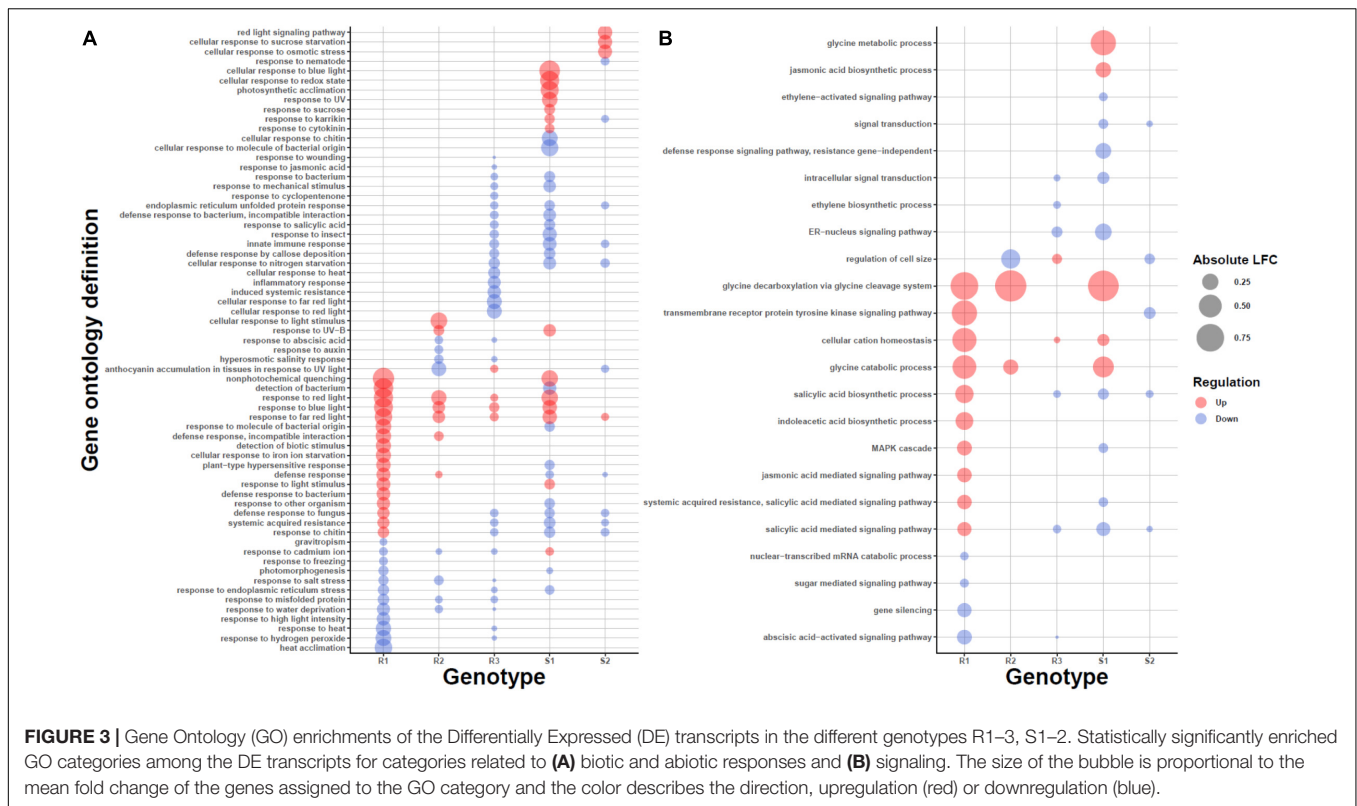 A
Gene ontology definition
red light signaling pathway
cellular response to sucrose starvation
cellular response to osmotic stress
response to nematode
cellular response to blue light
cellular response to redox state
photosynthetic acclimation
response to UV
response to sucrose
response to karrikin
response to cytokinin
cellular response to chitin
cellular response to molecule of bacterial origin
response to wounding
response to jasmonic acid
response to bacterium
response to mechanical stimulus
response to cyclopentenone
endoplasmic reticulum unfolded protein response
defense response to bacterium, incompatible interaction
response to salicylic acid
response to insect
innate immune response
defense response by callose deposition
cellular response to nitrogen starvation
cellular response to heat
inflammatory response
induced systemic resistance
cellular response to far red light
cellular response to red light
cellular response to light stimulus
response to UV-B
response to abscisic acid
response to auxin
hyperosmotic salinity response
anthocyanin accumulation in tissues in response to UV light
nonphotochemical quenching
detection of bacterium
response to red light
response to blue light
response to far red light
response to molecule of bacterial origin
defense response, incompatible interaction
detection of biotic stimulus
cellular response to iron ion starvation
plant-type hypersensitive response
defense response
response to light stimulus
defense response to bacterium
response to other organism
defense response to fungus
systemic acquired resistance
response to chitin
gravitropism
response to cadmium ion
response to freezing
photomorphogenesis
response to salt stress
response to endoplasmic reticulum stress
response to misfolded protein
response to water deprivation
response to high light intensity
response to heat
response to hydrogen peroxide
heat acclimation
R1 R2 R3 S1 S2
Genotype
B
glycine metabolic process
jasmonic acid biosynthetic process
ethylene-activated signaling pathway
signal transduction
defense response signaling pathway, resistance gene-independent
intracellular signal transduction
ethylene biosynthetic process
ER-nucleus signaling pathway
regulation of cell size
glycine decarboxylation via glycine cleavage system
transmembrane receptor protein tyrosine kinase signaling pathway
cellular cation homeostasis
glycine catabolic process
salicylic acid biosynthetic process
indoleacetic acid biosynthetic process
MAPK cascade
jasmonic acid mediated signaling pathway
systemic acquired resistance, salicylic acid mediated signaling pathway
salicylic acid mediated signaling pathway
nuclear-transcribed mRNA catabolic process
sugar mediated signaling pathway
gene silencing
abscisic acid-activated signaling pathway
R1 R2 R3 S1 S2
Genotype
Absolute LFC
0.25
0.50
0.75
Regulation
Up
Down
FIGURE 3 | Gene Ontology (GO) enrichments of the Differentially Expressed (DE) transcripts in the different genotypes R1–3, S1–2. Statistically significantly enriched
GO categories among the DE transcripts for categories related to (A) biotic and abiotic responses and (B) signaling. The size of the bubble is proportional to the
mean fold change of the genes assigned to the GO category and the color describes the direction, upregulation (red) or downregulation (blue).